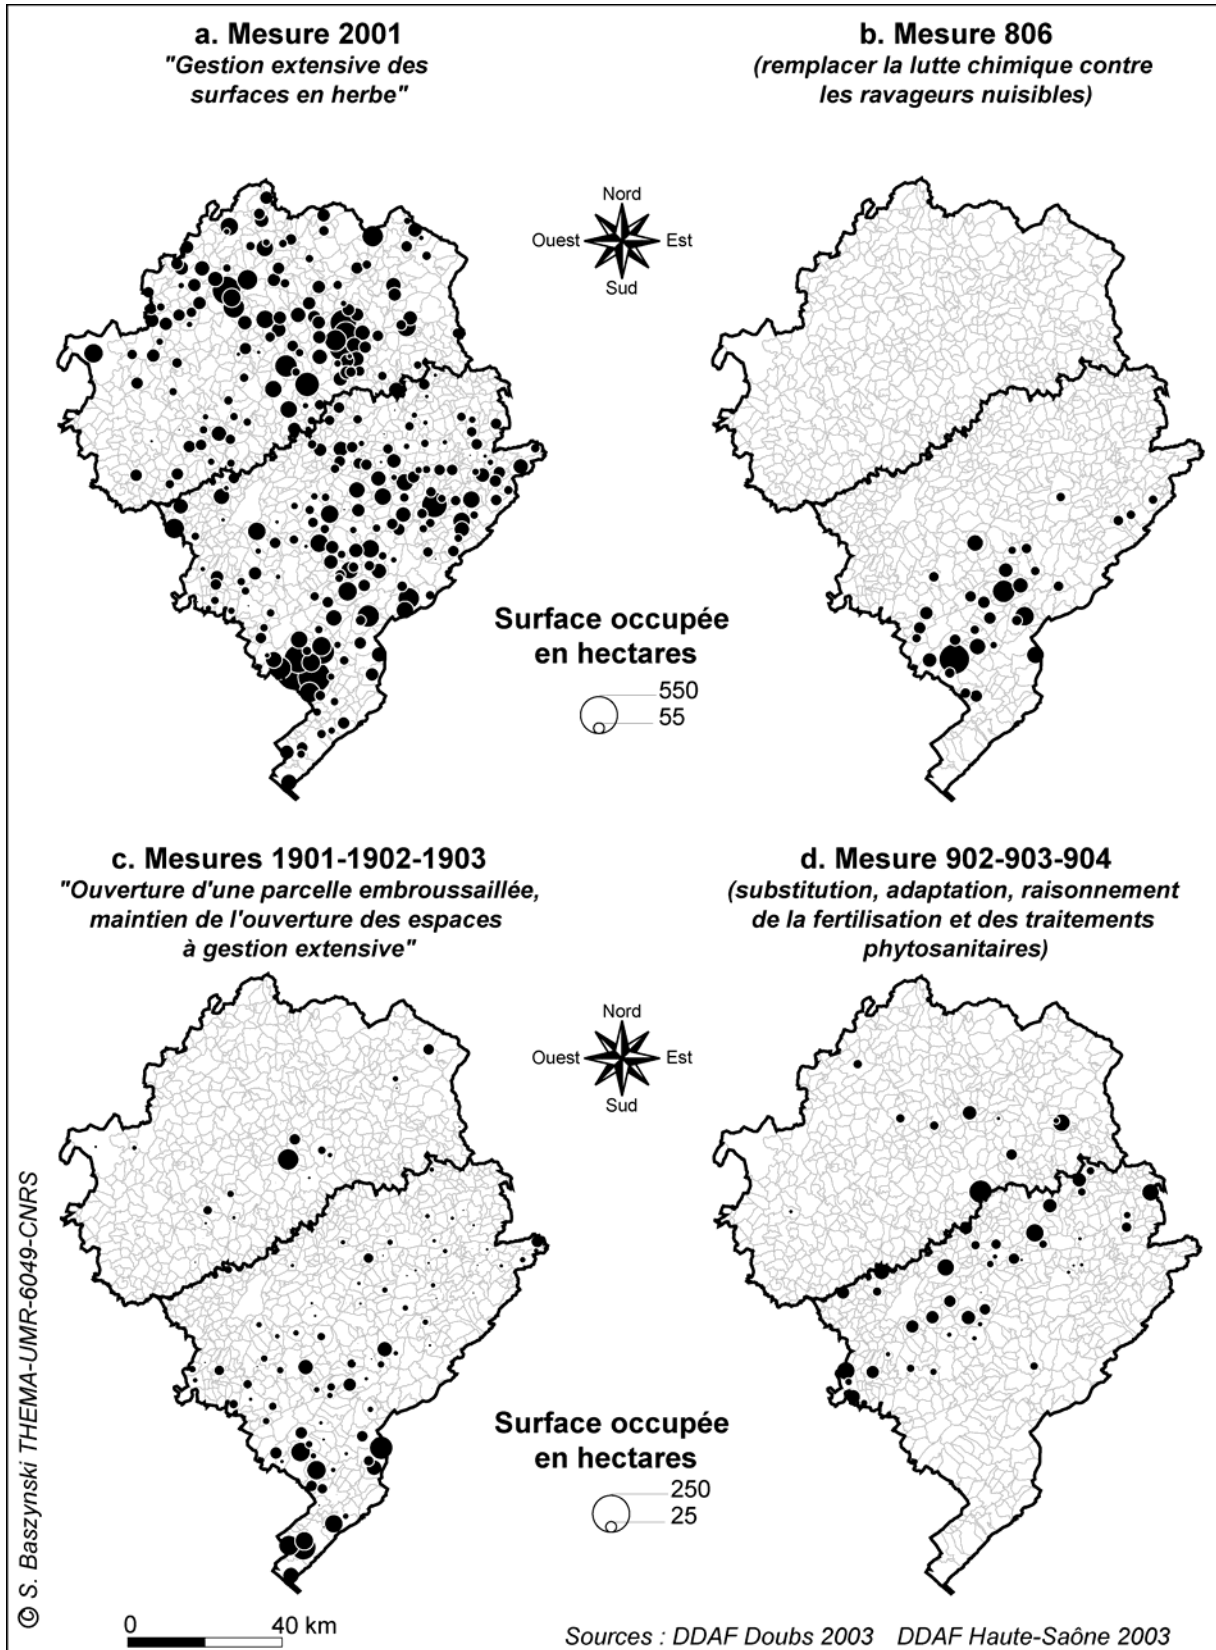 a. Mesure 2001
"Gestion extensive des
surfaces en herbe"
b. Mesure 806
(remplacer la lutte chimique contre
les ravageurs nuisibles)
Nord
Ouest
Est
Sud
Surface occupée
en hectares
550
55
c. Mesures 1901-1902-1903
"Ouverture d'une parcelle embroussaillée,
maintien de l'ouverture des espaces
à gestion extensive"
d. Mesure 902-903-904
(substitution, adaptation, raisonnement
de la fertilisation et des traitements
phytosanitaires)
Nord
Ouest
Est
Sud
Surface occupée
en hectares
250
25
© S. Baszynski THEMA-UMR-6049-CNRS
0 40 km
Sources : DDAF Doubs 2003 DDAF Haute-Saône 2003